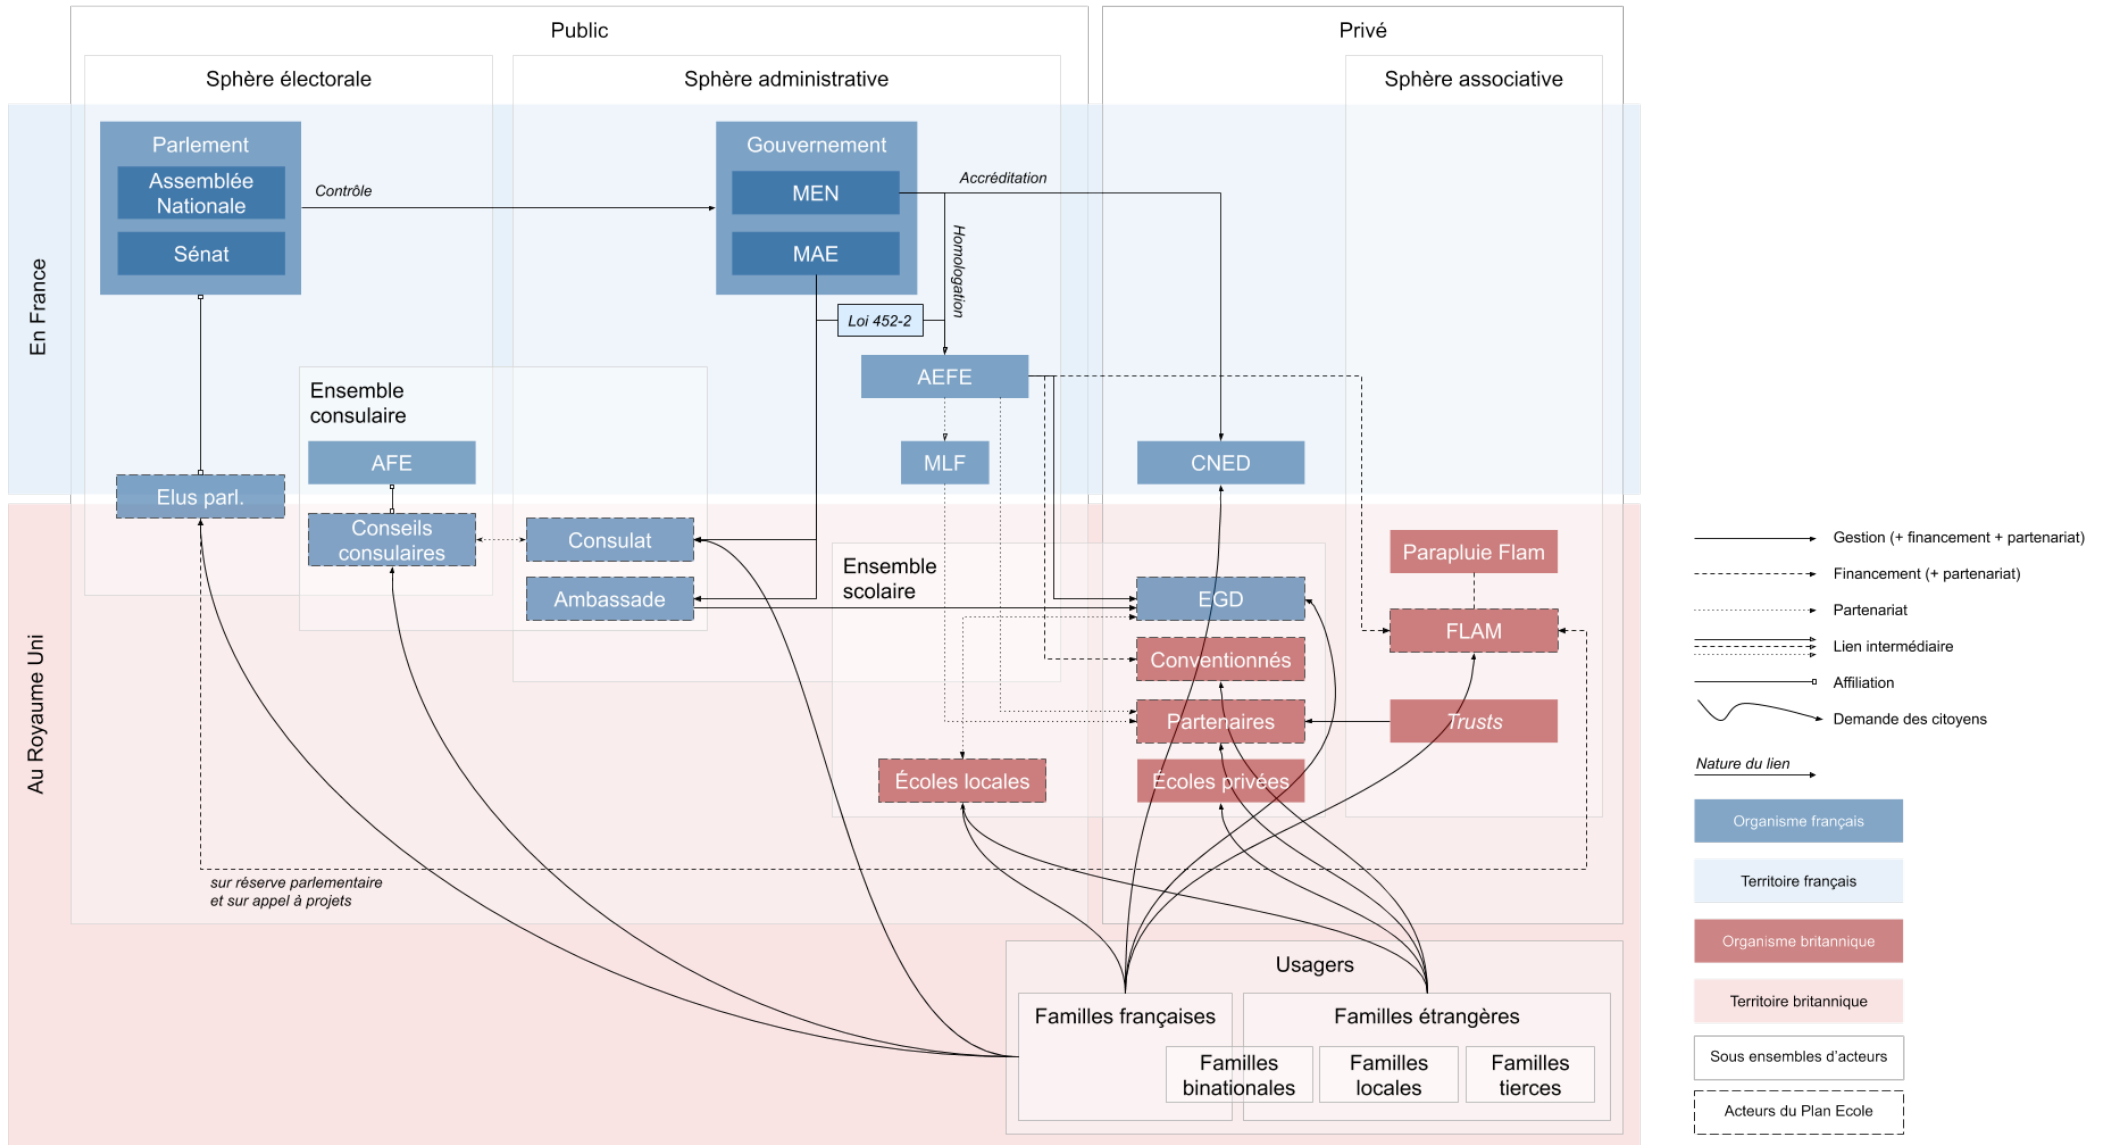 Public
Privé
Sphère électorale
Sphère administrative
Sphère associative
En France
Parlement
Assemblée
Nationale
Sénat
Contrôle
Gouvernement
MEN
MAE
Accréditation
Homologation
Loi 452-2
AEFE
Ensemble
consulaire
AFE
MLF
CNED
Elus parl.
Conseils
consulaires
Consulat
Ambassade
Au Royaume Uni
Ensemble
scolaire
EGD
Conventionnés
Partenaires
Écoles privées
Écoles locales
Parapluie Flam
FLAM
Trusts
sur réserve parlementaire
et sur appel à projets
Usagers
Familles françaises
Familles étrangères
Familles
binationales
Familles
locales
Familles
tierces
Gestion (+ financement + partenariat)
Financement (+ partenariat)
Partenariat
Lien intermédiaire
Affiliation
Demande des citoyens
Nature du lien
Organisme français
Territoire français
Organisme britannique
Territoire britannique
Sous ensembles d'acteurs
Acteurs du Plan Ecole